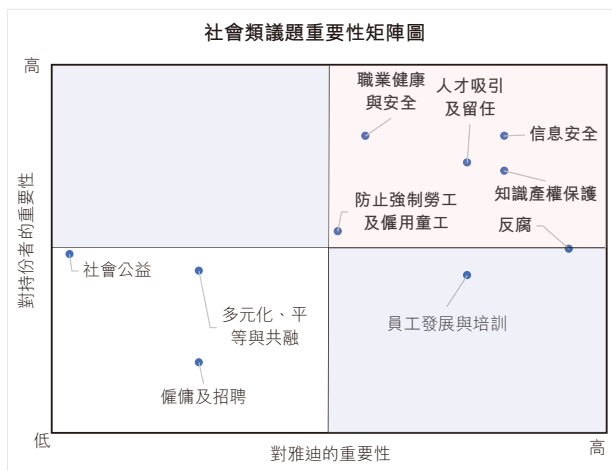 社會類議題重要性矩陣圖
高
職業健康
與安全
人才吸引
及留任
信息安全
知識產權保護
防止強制勞工
及僱用童工
反腐
對持份者的重要性
社會公益
多元化、平
等與共融
員工發展與培訓
僱傭及招聘
低
對雅迪的重要性
高